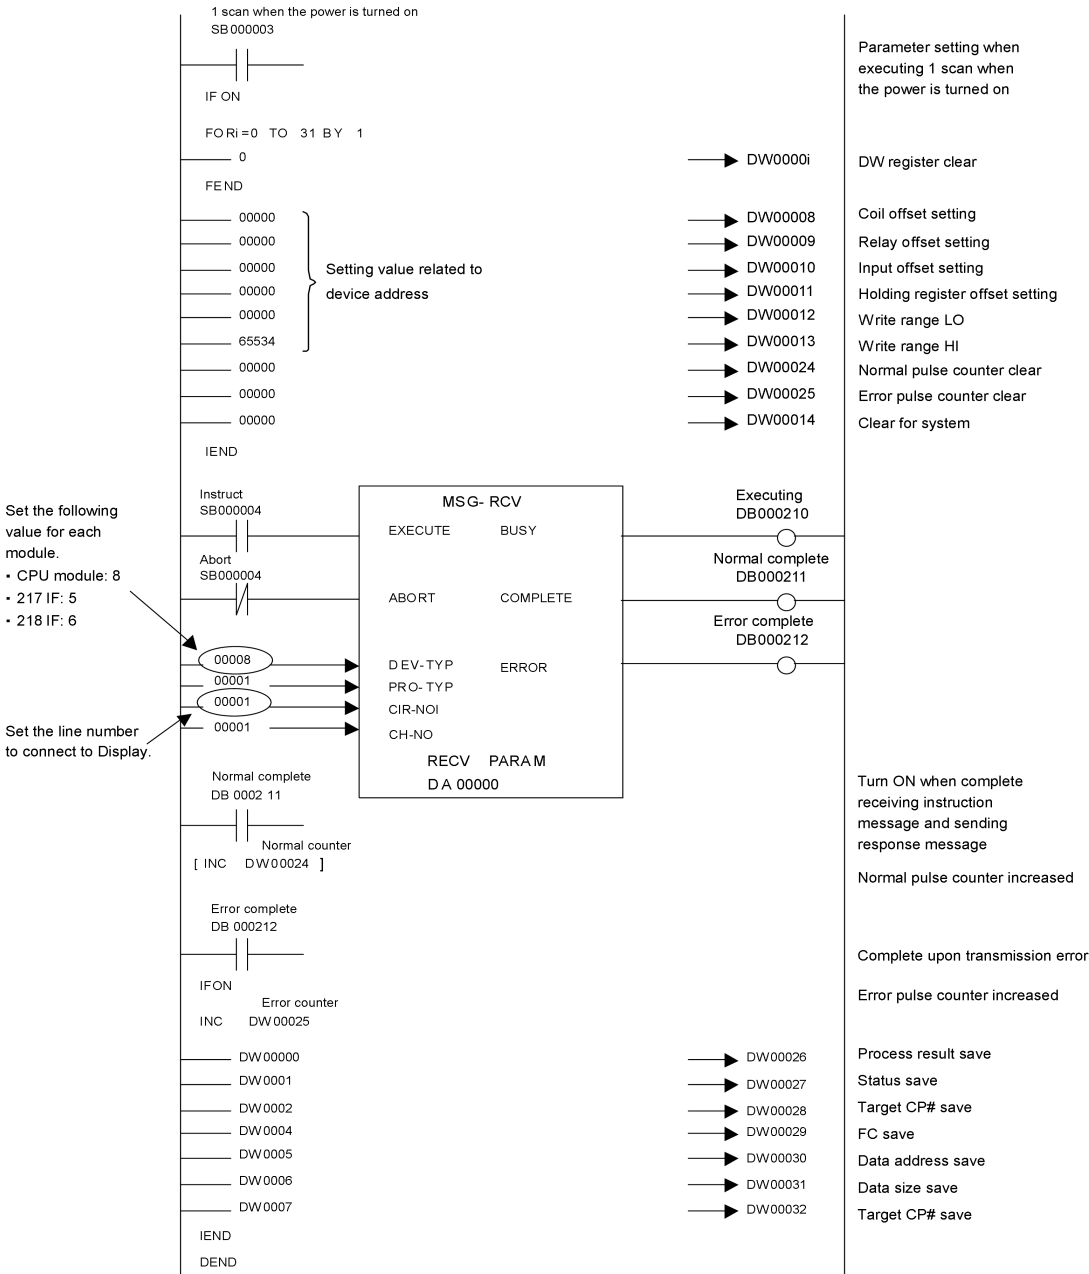 1 scan when the power is turned on
SB000003
Parameter setting when
executing 1 scan when
the power is turned on
IF ON
FORi=0 TO 31 BY 1
0 DW0000i DW register clear
FEND
00000 DW00008 Coil offset setting
00000 DW00009 Relay offset setting
00000 DW00010 Input offset setting
Setting value related to
device address
00000 DW00011 Holding register offset setting
00000 DW00012 Write range LO
65534 DW00013 Write range HI
00000 DW00024 Normal pulse counter clear
00000 DW00025 Error pulse counter clear
00000 DW00014 Clear for system
IEND
Set the following
value for each
module.
• CPU module: 8
• 217 IF: 5
• 218 IF: 6
Instruct
SB000004
Abort
SB000004
00008
00001
00001
00001
Set the line number
to connect to Display.
MSG- RCV
EXECUTE BUSY
ABORT COMPLETE
DEV-TYP ERROR
PRO- TYP
CIR-NOI
CH-NO
RECV PARAM
DA 00000
Executing
DB000210
Normal complete
DB000211
Error complete
DB000212
Normal complete
DB 0002 11
Turn ON when complete
receiving instruction
message and sending
response message
Normal counter
[ INC DW00024 ]
Normal pulse counter increased
Error complete
DB 000212
Complete upon transmission error
IFON
Error counter
INC DW00025
Error pulse counter increased
DW00000 DW00026 Process result save
DW0001 DW00027 Status save
DW0002 DW00028 Target CP# save
DW0004 DW00029 FC save
DW0005 DW00030 Data address save
DW0006 DW00031 Data size save
DW0007 DW00032 Target CP# save
IEND
DEND